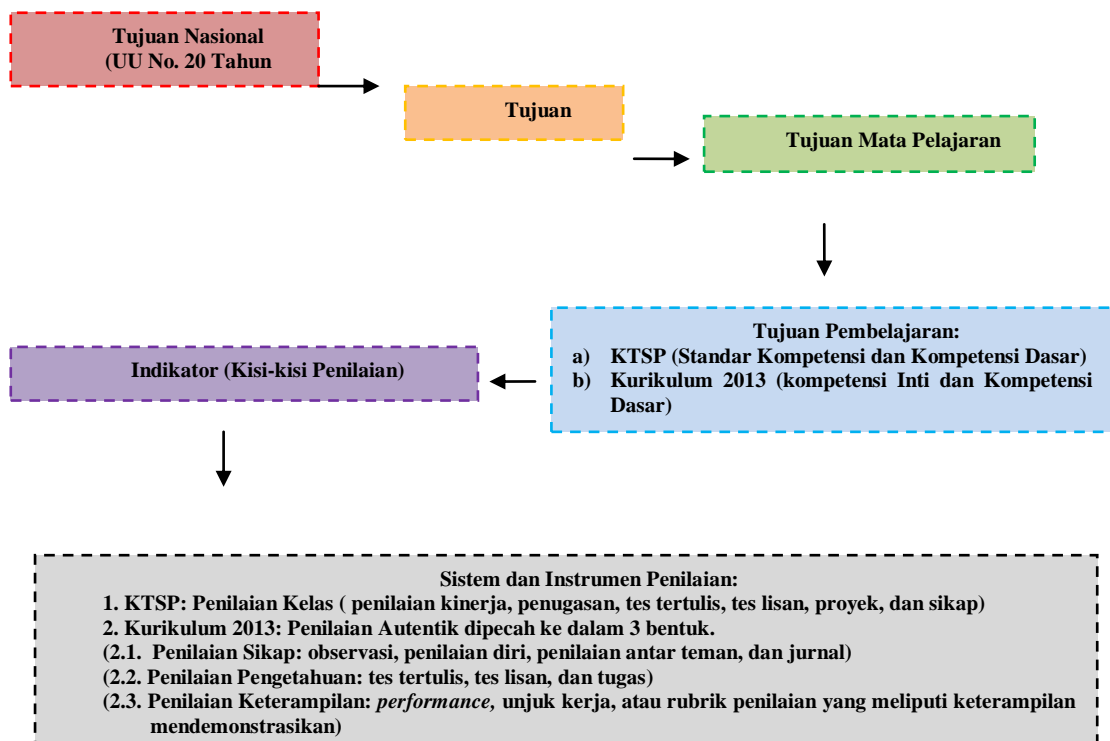 Tujuan Nasional
(UU No. 20 Tahun
Tujuan
Tujuan Mata Pelajaran
Tujuan Pembelajaran:
a) KTSP (Standar Kompetensi dan Kompetensi Dasar)
b) Kurikulum 2013 (kompetensi Inti dan Kompetensi
Dasar)
Indikator (Kisi-kisi Penilaian)
Sistem dan Instrumen Penilaian:
1. KTSP: Penilaian Kelas ( penilaian kinerja, penugasan, tes tertulis, tes lisan, proyek, dan sikap)
2. Kurikulum 2013: Penilaian Autentik dipecah ke dalam 3 bentuk.
(2.1. Penilaian Sikap: observasi, penilaian diri, penilaian antar teman, dan jurnal)
(2.2. Penilaian Pengetahuan: tes tertulis, tes lisan, dan tugas)
(2.3. Penilaian Keterampilan: performance, unjuk kerja, atau rubrik penilaian yang meliputi keterampilan
mendemonstrasikan)